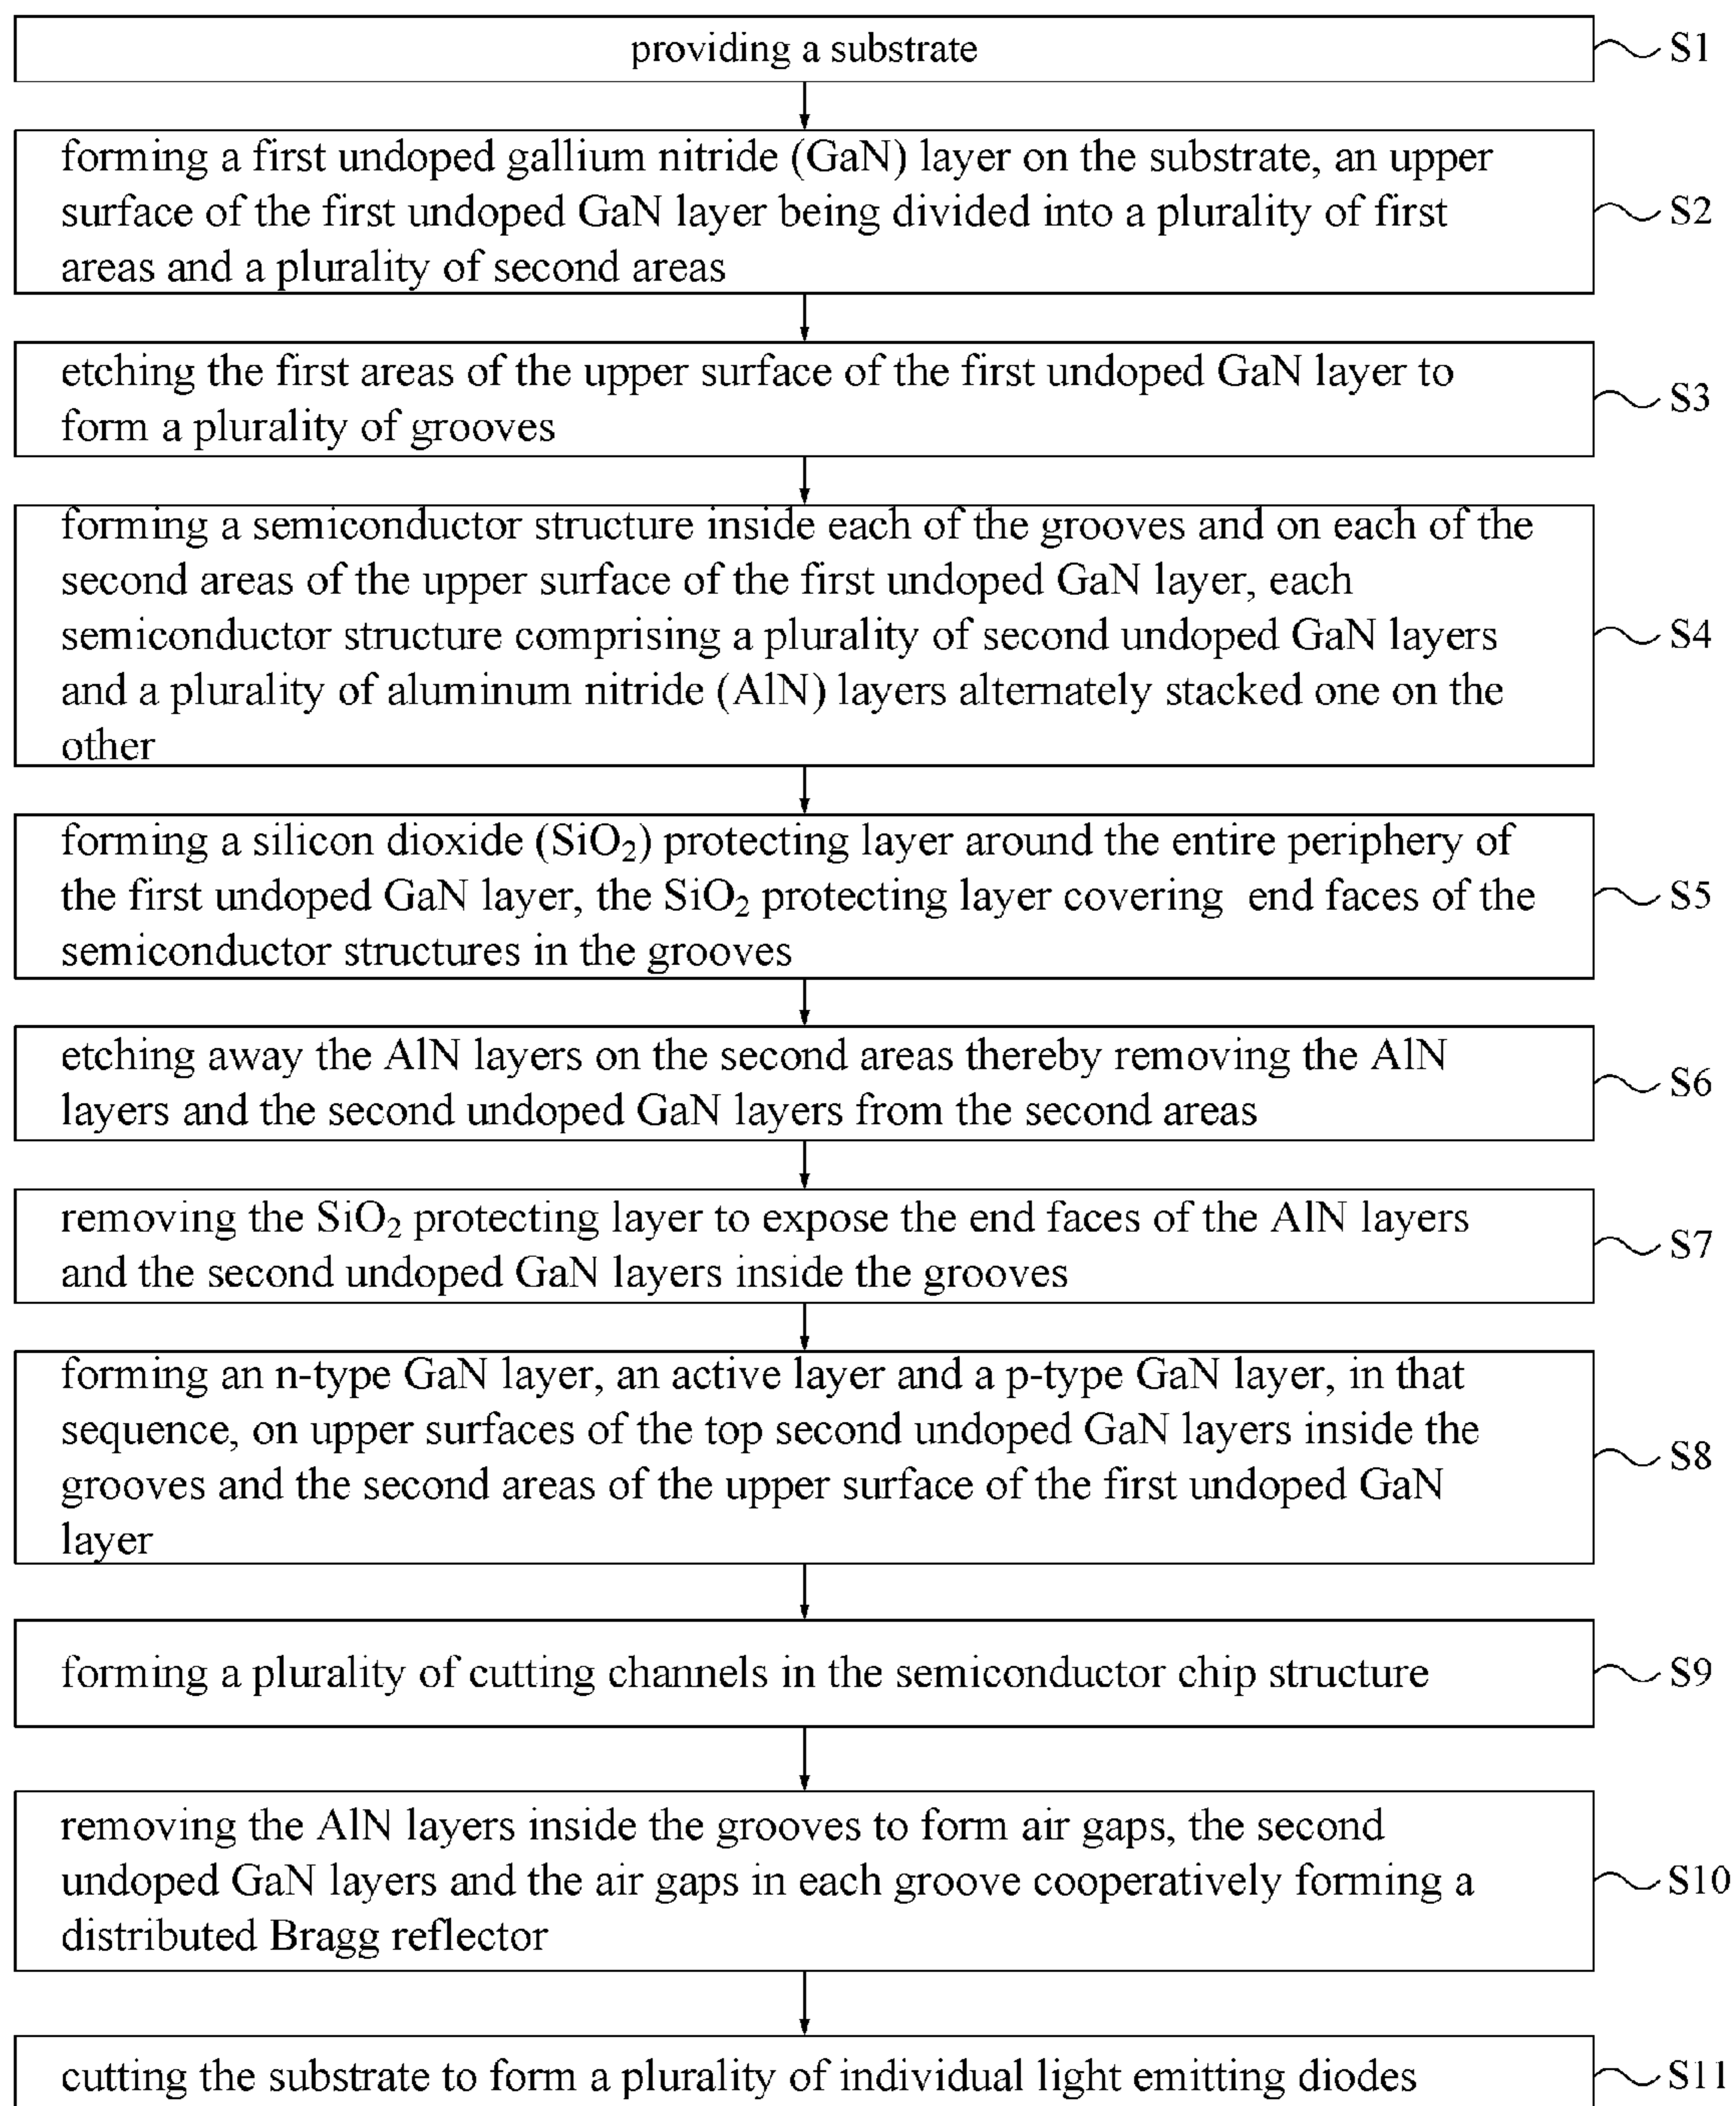 providing a substrate
S1
forming a first undoped gallium nitride (GaN) layer on the substrate, an upper
surface of the first undoped GaN layer being divided into a plurality of first
areas and a plurality of second areas
S2
etching the first areas of the upper surface of the first undoped GaN layer to
form a plurality of grooves
S3
forming a semiconductor structure inside each of the grooves and on each of the
second areas of the upper surface of the first undoped GaN layer, each
semiconductor structure comprising a plurality of second undoped GaN layers
and a plurality of aluminum nitride (AlN) layers alternately stacked one on the
other
S4
forming a silicon dioxide (SiO₂) protecting layer around the entire periphery of
the first undoped GaN layer, the SiO₂ protecting layer covering end faces of the
semiconductor structures in the grooves
S5
etching away the AlN layers on the second areas thereby removing the AlN
layers and the second undoped GaN layers from the second areas
S6
removing the SiO₂ protecting layer to expose the end faces of the AlN layers
and the second undoped GaN layers inside the grooves
S7
forming an n-type GaN layer, an active layer and a p-type GaN layer, in that
sequence, on upper surfaces of the top second undoped GaN layers inside the
grooves and the second areas of the upper surface of the first undoped GaN
layer
S8
forming a plurality of cutting channels in the semiconductor chip structure
S9
removing the AlN layers inside the grooves to form air gaps, the second
undoped GaN layers and the air gaps in each groove cooperatively forming a
distributed Bragg reflector
S10
cutting the substrate to form a plurality of individual light emitting diodes
S11